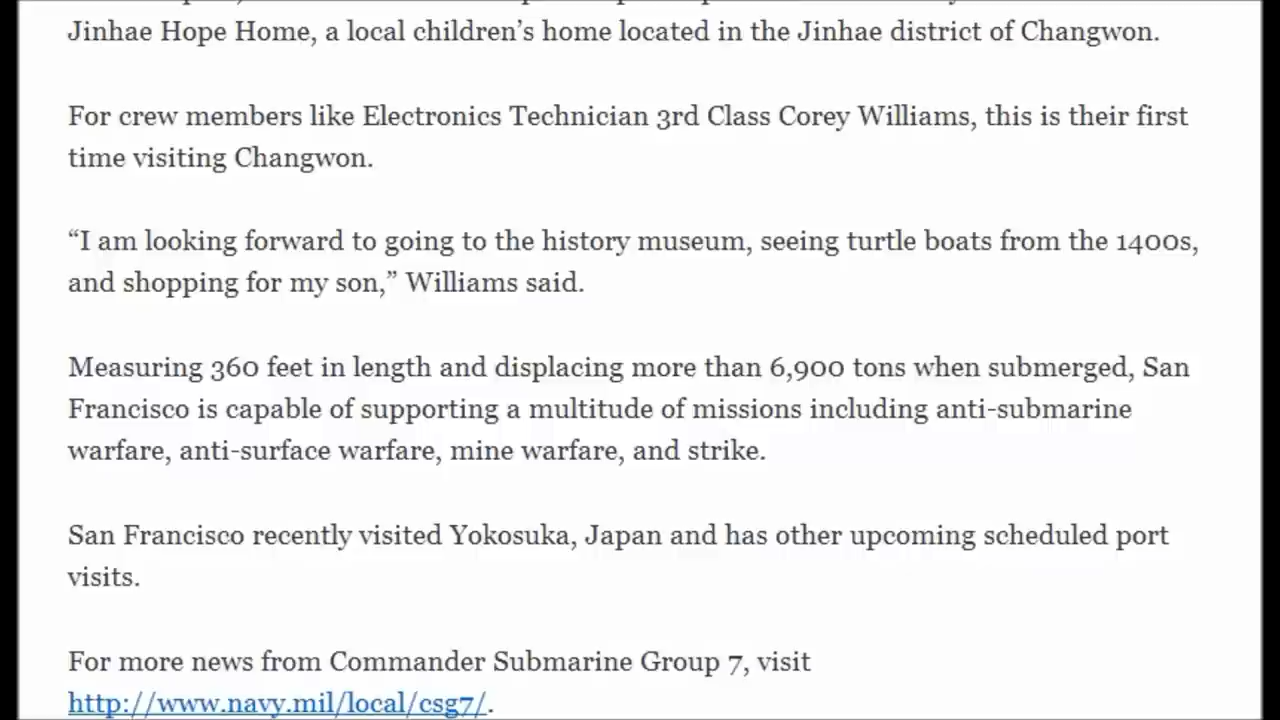 Jinhae Hope Home, a local children’s home located in the Jinhae district of Changwon.
For crew members like Electronics Technician 3rd Class Corey Williams, this is their first
time visiting Changwon.
“I am looking forward to going to the history museum, seeing turtle boats from the 1400s,
and shopping for my son,” Williams said.
Measuring 360 feet in length and displacing more than 6,900 tons when submerged, San
Francisco is capable of supporting a multitude of missions including anti-submarine
warfare, anti-surface warfare, mine warfare, and strike.
San Francisco recently visited Yokosuka, Japan and has other upcoming scheduled port
visits.
For more news from Commander Submarine Group 7, visit
http://www.navy.mil/local/csg7/.